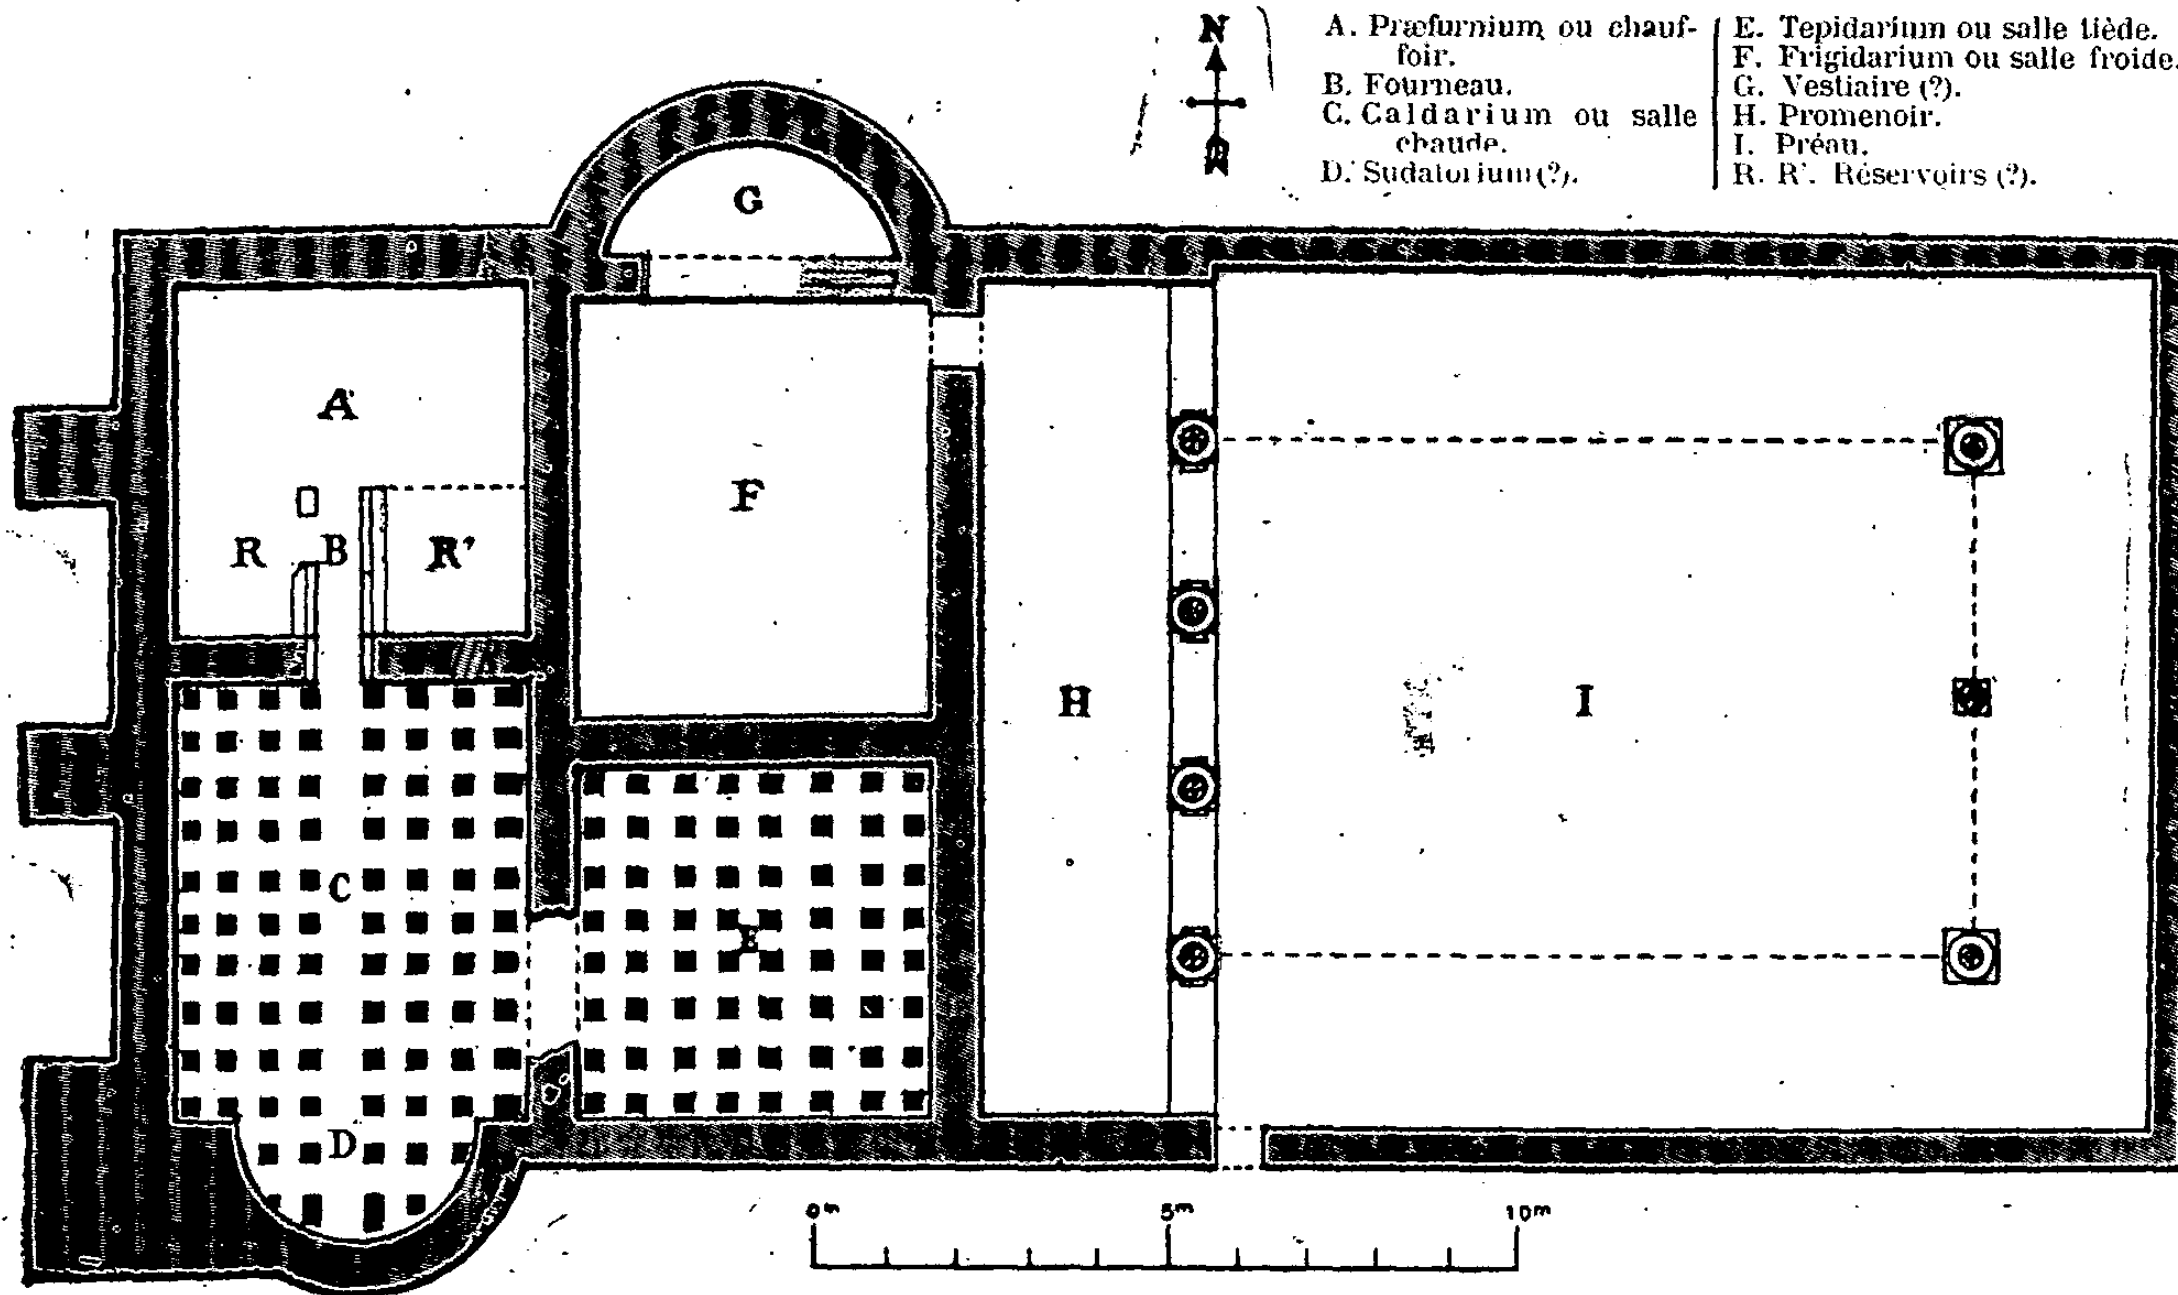 N
A. Præfurnium ou chauf-
foir.
B. Fourneau.
C. Caldarium ou salle
chaude.
D. Sudatorium (?).
E. Tepidarium ou salle tiède.
F. Frigidarium ou salle froide.
G. Vestiaire (?).
H. Promenoir.
I. Préau.
R. R'. Réservoirs (?).
G
A
F
R B R'
H I
C
E
D
0m 5m 10m